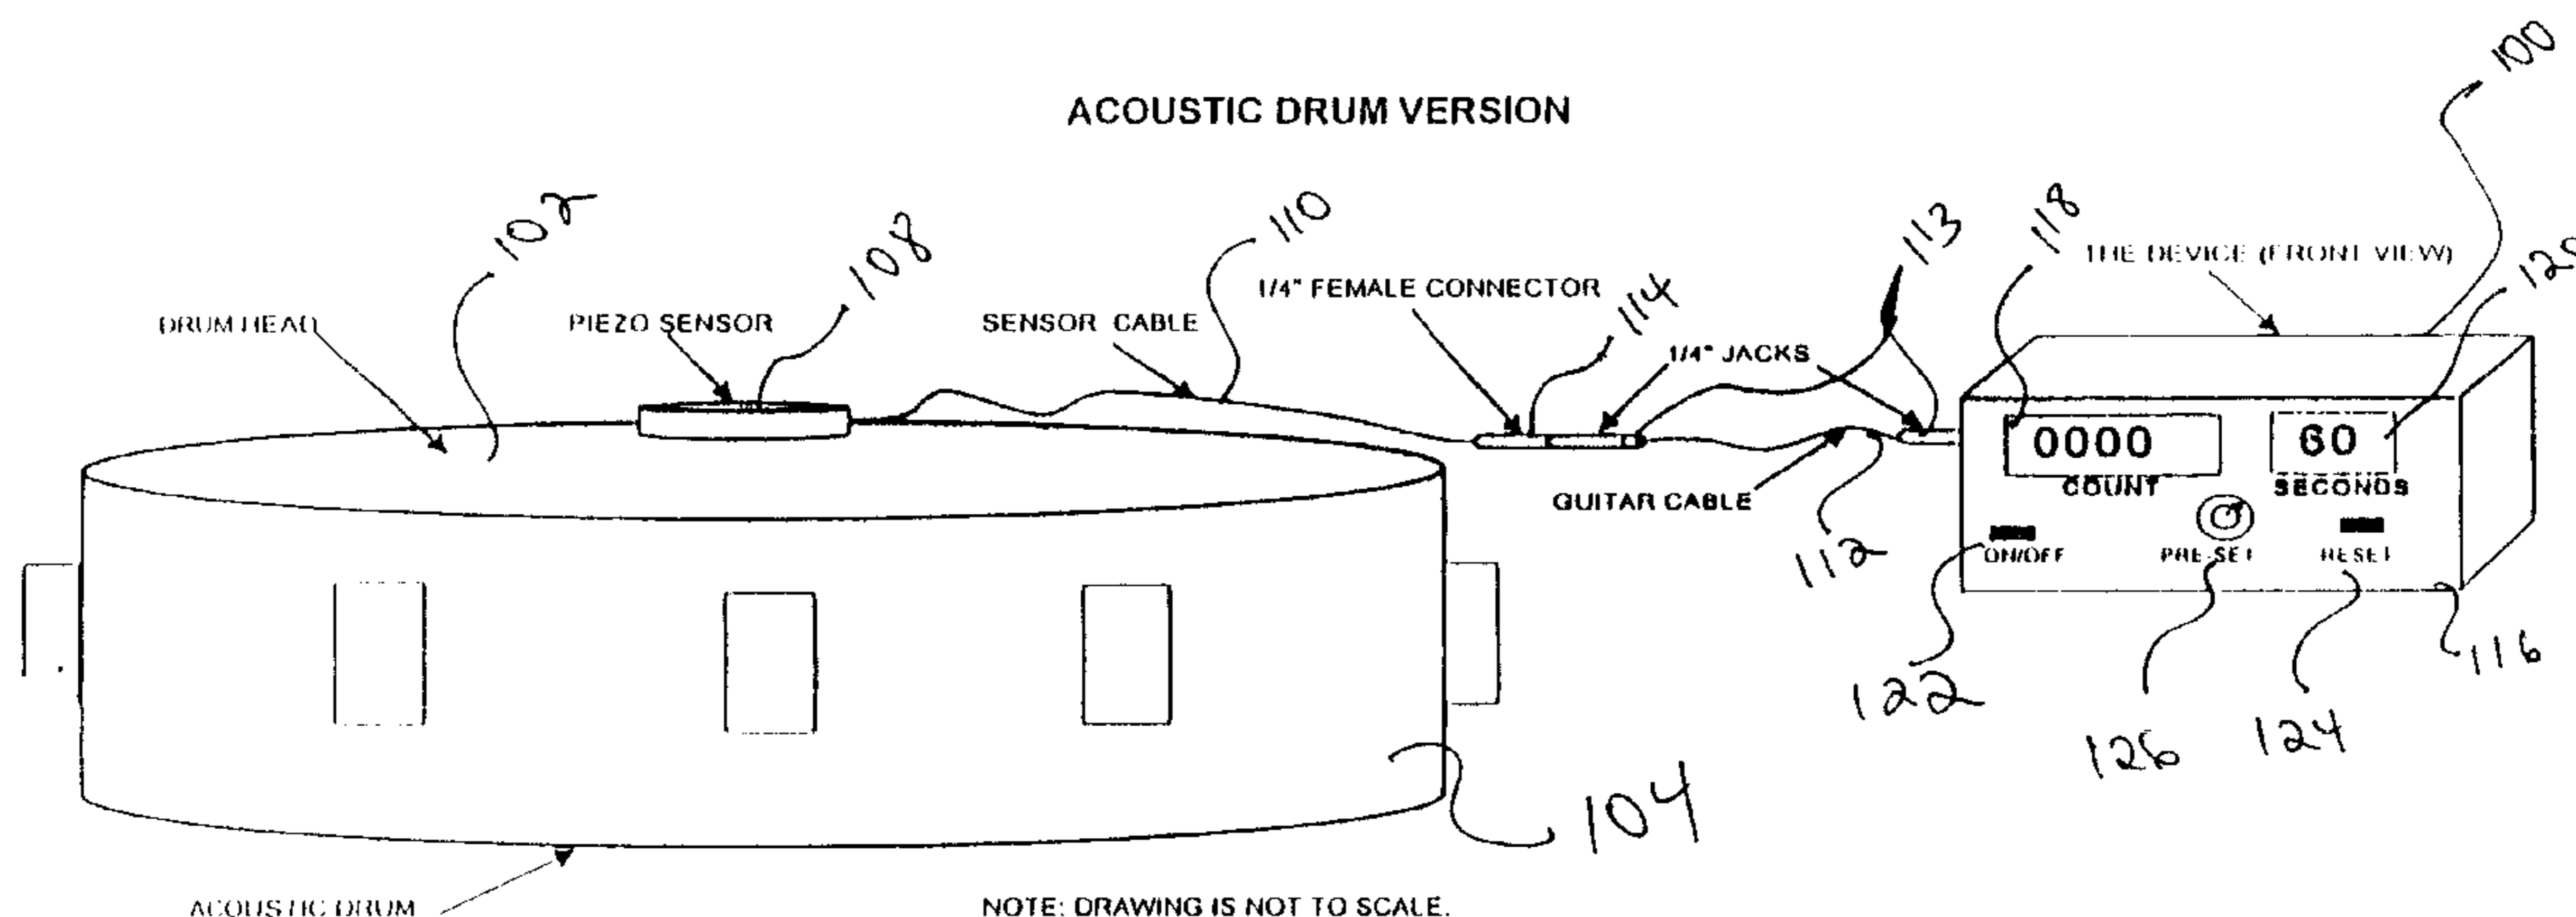 ACOUSTIC DRUM VERSION
100
102
108
110
113
118
THE DEVICE (FRONT VIEW)
DRUM HEAD
PIEZO SENSOR
SENSOR CABLE
1/4" FEMALE CONNECTOR
114
1/4" JACKS
0000
COUNT
60
SECONDS
GUITAR CABLE
112
ON/OFF
PRE-SET
RESET
122
126
124
116
104
ACOUSTIC DRUM
NOTE: DRAWING IS NOT TO SCALE.